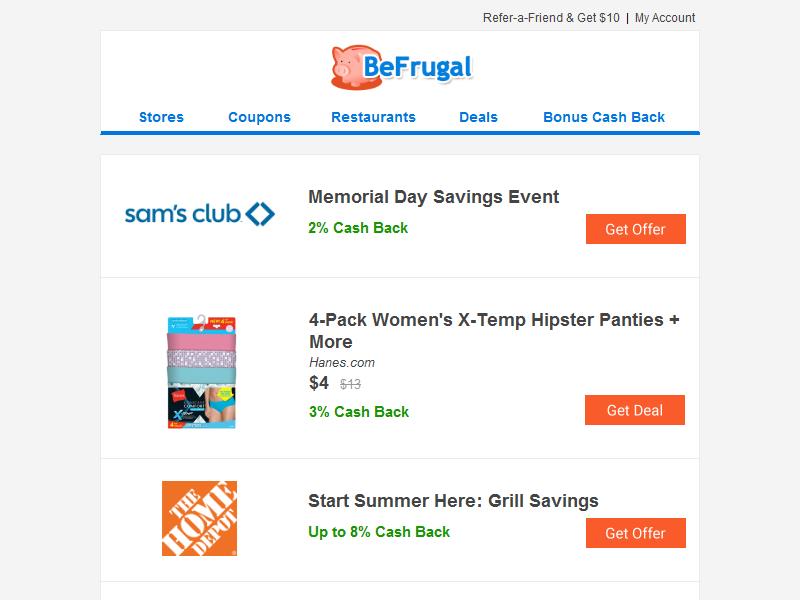 Refer-a-Friend & Get $10 | My Account
BeFrugal
Stores Coupons Restaurants Deals Bonus Cash Back
sam's club
Memorial Day Savings Event
2% Cash Back
Get Offer
4-Pack Women's X-Temp Hipster Panties +
More
Hanes.com
$4 $13
3% Cash Back
Get Deal
THE
HOME
DEPOT
Start Summer Here: Grill Savings
Up to 8% Cash Back
Get Offer